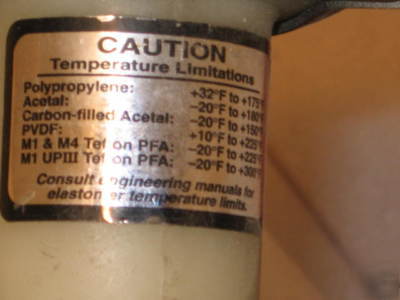 CAUTION
Temperature Limitations
Polypropylene: +32°F to +175°F
Acetal: -20°F to +180°F
Carbon-filled Acetal: -20°F to +150°F
PVDF: +10°F to +225°F
M1 & M4 Teflon PFA: -20°F to +225°F
M1 UPIII Teflon PFA: -20°F to +300°F
Consult engineering manuals for
elastomer temperature limits.